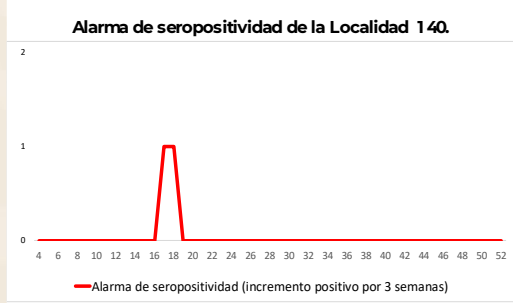 Alarma de seropositividad de la Localidad 140.
2
1
0
4 6 8 10 12 14 16 18 20 22 24 26 28 30 32 34 36 38 40 42 44 46 48 50 52
Alarma de seropositividad (incremento positivo por 3 semanas)